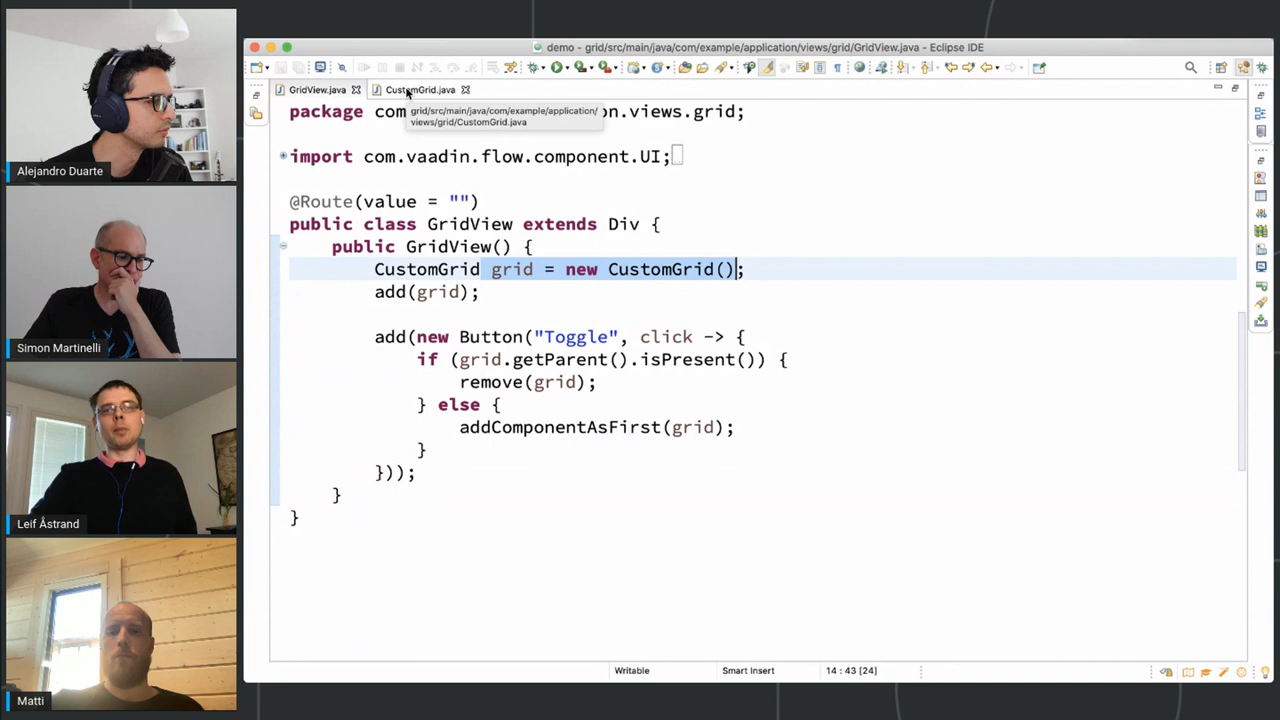 demo - grid/src/main/java/com/example/application/views/grid/GridView.java - Eclipse IDE
GridView.java
CustomGrid.java
package com
on.views.grid;
grid/src/main/java/com/example/application/
views/grid/CustomGrid.java
import com.vaadin.flow.component.UI;
@Route(value = "")
public class GridView extends Div {
public GridView() {
CustomGrid grid = new CustomGrid();
add(grid);
add(new Button("Toggle", click -> {
if (grid.getParent().isPresent()) {
remove(grid);
} else {
addComponentAsFirst(grid);
}
}));
}
}
Writable
Smart Insert
14 : 43 [24]
Alejandro Duarte
Simon Martinelli
Leif Åstrand
Matti